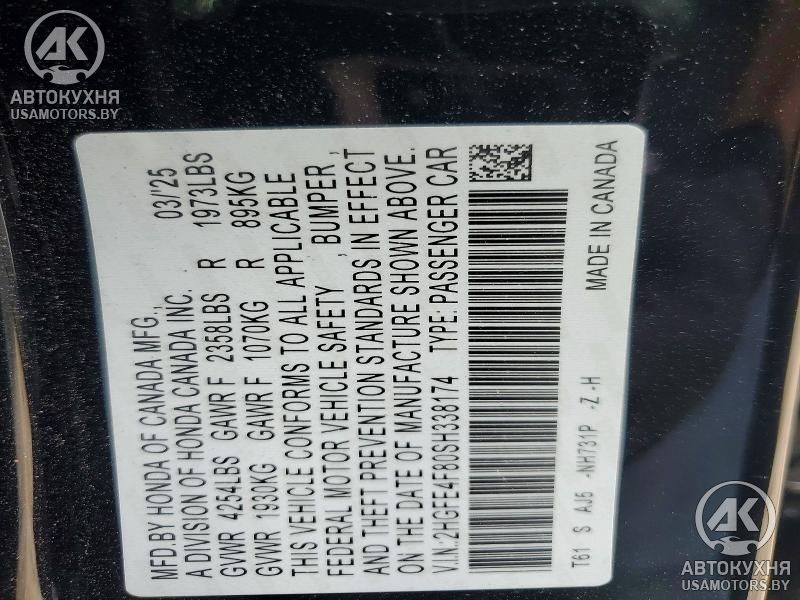 AK
АВТОКУХНЯ
USAMOTORS.BY
MFD.BY HONDA OF CANADA MFG., 03/'25
A DIVISION OF HONDA CANADA INC.
GVWR 4254LBS GAWR F 2358LBS R 1973LBS
GVWR 1930KG GAWR F 1070KG R 895KG
THIS VEHICLE CONFORMS TO ALL APPLICABLE
FEDERAL MOTOR VEHICLE SAFETY , BUMPER ,
AND THEFT PREVENTION STANDARDS IN EFFECT
ON THE DATE OF MANUFACTURE SHOWN ABOVE.
V.I.N.:2HGFE4F80SH338174 TYPE: PASSENGER CAR
T61 S AJ5 -NH731P -Z -H MADE IN CANADA
AK
АВТОКУХНЯ
USAMOTORS.BY